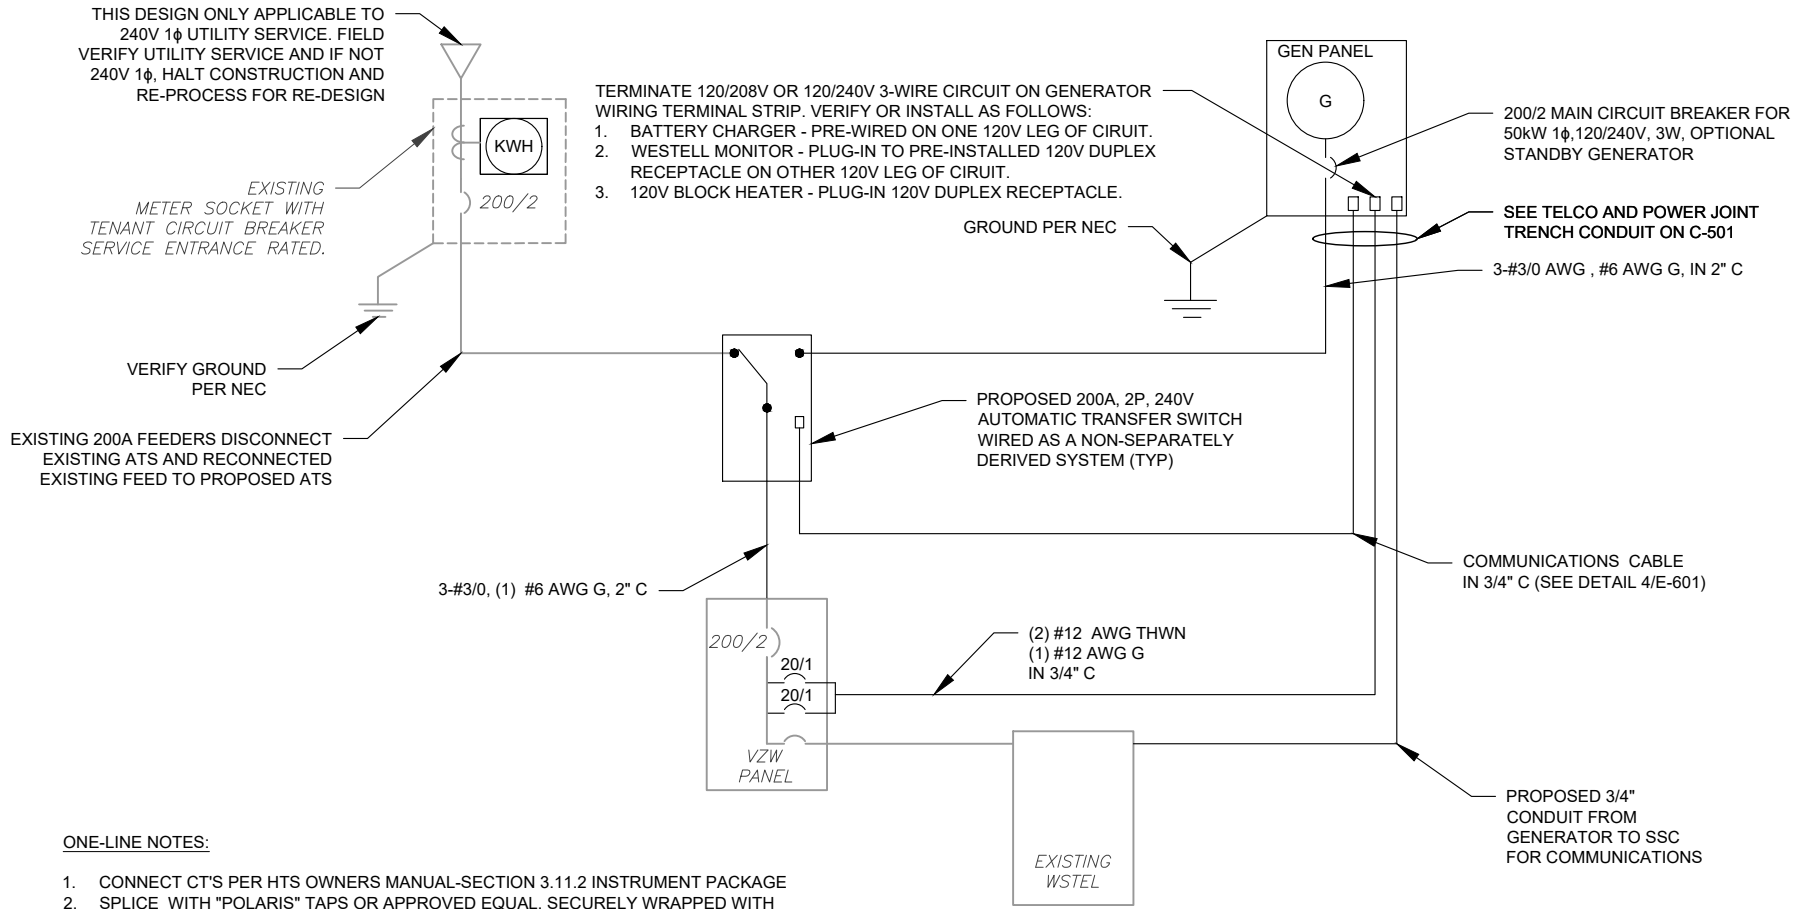 THIS DESIGN ONLY APPLICABLE TO
240V 1ϕ UTILITY SERVICE. FIELD
VERIFY UTILITY SERVICE AND IF NOT
240V 1ϕ, HALT CONSTRUCTION AND
RE-PROCESS FOR RE-DESIGN
KWH
200/2
EXISTING
METER SOCKET WITH
TENANT CIRCUIT BREAKER
SERVICE ENTRANCE RATED.
TERMINATE 120/208V OR 120/240V 3-WIRE CIRCUIT ON GENERATOR
WIRING TERMINAL STRIP. VERIFY OR INSTALL AS FOLLOWS:
1. BATTERY CHARGER - PRE-WIRED ON ONE 120V LEG OF CIRUIT.
2. WESTELL MONITOR - PLUG-IN TO PRE-INSTALLED 120V DUPLEX
RECEPTACLE ON OTHER 120V LEG OF CIRUIT.
3. 120V BLOCK HEATER - PLUG-IN 120V DUPLEX RECEPTACLE.
GEN PANEL
G
200/2 MAIN CIRCUIT BREAKER FOR
50kW 1ϕ,120/240V, 3W, OPTIONAL
STANDBY GENERATOR
GROUND PER NEC
SEE TELCO AND POWER JOINT
TRENCH CONDUIT ON C-501
3-#3/0 AWG , #6 AWG G, IN 2" C
VERIFY GROUND
PER NEC
EXISTING 200A FEEDERS DISCONNECT
EXISTING ATS AND RECONNECTED
EXISTING FEED TO PROPOSED ATS
PROPOSED 200A, 2P, 240V
AUTOMATIC TRANSFER SWITCH
WIRED AS A NON-SEPARATELY
DERIVED SYSTEM (TYP)
COMMUNICATIONS CABLE
IN 3/4" C (SEE DETAIL 4/E-601)
3-#3/0, (1) #6 AWG G, 2" C
200/2
20/1
20/1
VZW
PANEL
(2) #12 AWG THWN
(1) #12 AWG G
IN 3/4" C
EXISTING
WSTEL
PROPOSED 3/4"
CONDUIT FROM
GENERATOR TO SSC
FOR COMMUNICATIONS
ONE-LINE NOTES:
1. CONNECT CT'S PER HTS OWNERS MANUAL-SECTION 3.11.2 INSTRUMENT PACKAGE
2. SPLICE WITH "POLARIS" TAPS OR APPROVED EQUAL. SECURELY WRAPPED WITH